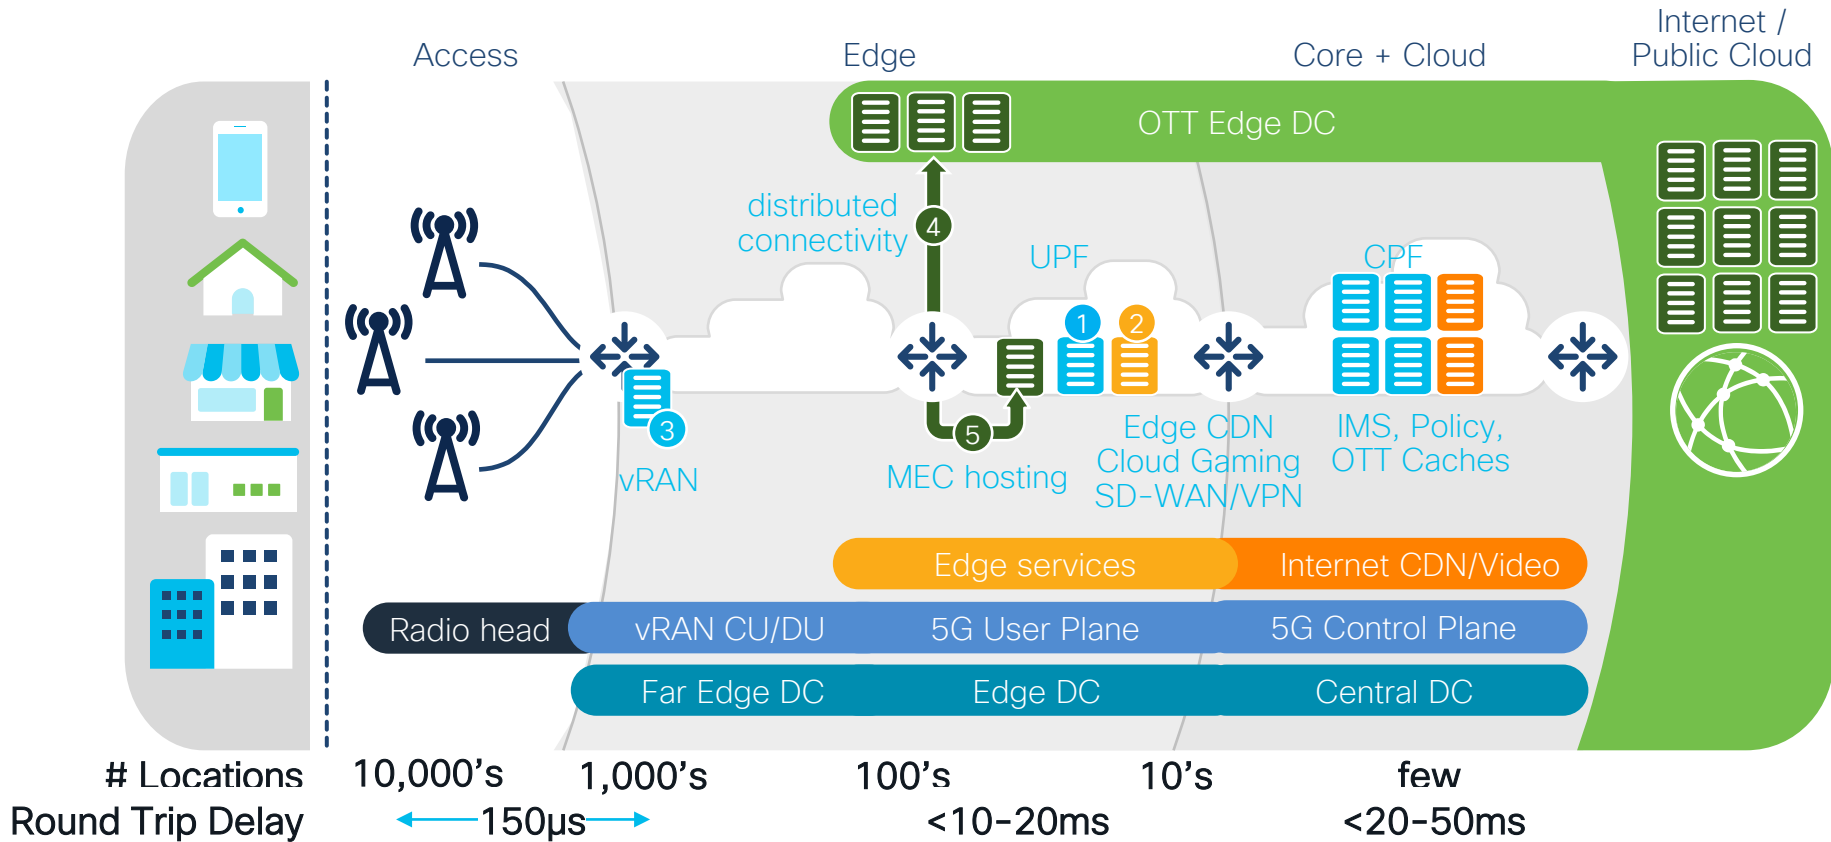 Access
Edge
Core + Cloud
Internet /
Public Cloud
OTT Edge DC
distributed
connectivity
4
UPF
CPF
1
2
3
5
vRAN
MEC hosting
Edge CDN
Cloud Gaming
SD-WAN/VPN
IMS, Policy,
OTT Caches
Edge services
Internet CDN/Video
Radio head
vRAN CU/DU
5G User Plane
5G Control Plane
Far Edge DC
Edge DC
Central DC
# Locations
10,000's
1,000's
100's
10's
few
Round Trip Delay
150µs
<10-20ms
<20-50ms